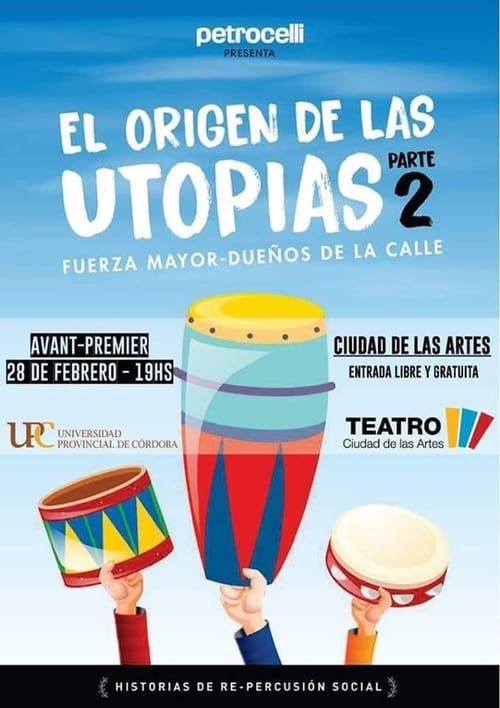 petrocelli
PRESENTA
EL ORIGEN DE LAS
UTOPIAS PARTE 2
FUERZA MAYOR-DUEÑOS DE LA CALLE
AVANT-PREMIER
28 DE FEBRERO - 19HS
CIUDAD DE LAS ARTES
ENTRADA LIBRE Y GRATUITA
UPC UNIVERSIDAD
PROVINCIAL DE CÓRDOBA
TEATRO
Ciudad de las Artes
HISTORIAS DE RE-PERCUSIÓN SOCIAL